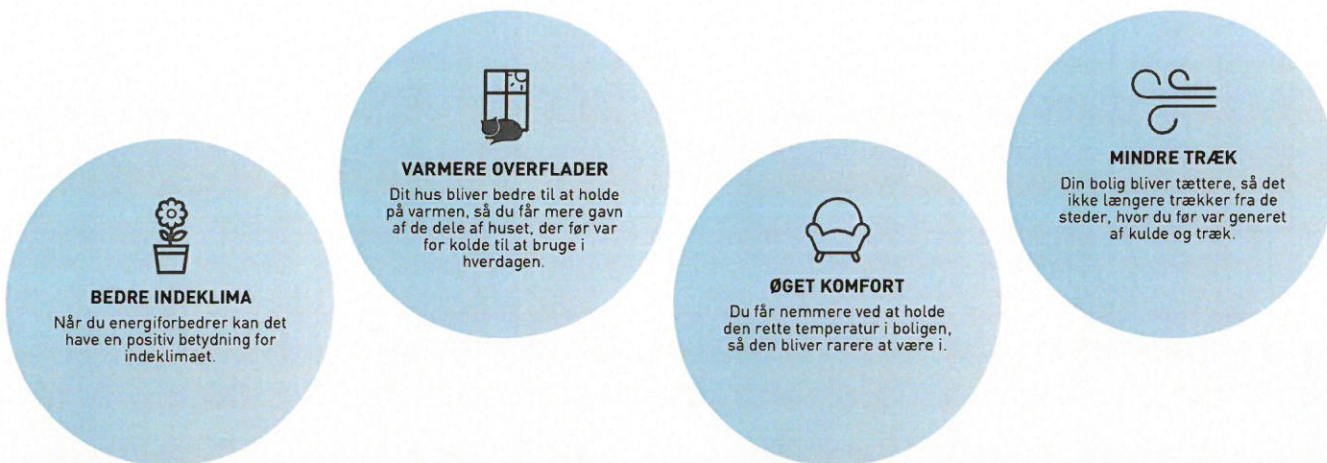 BEDRE INDEKLIMA
Når du energiforbedrer kan det
have en positiv betydning for
indeklimaet.
VARMERE OVERFLADER
Dit hus bliver bedre til at holde
på varmen, så du får mere gavn
af de dele af huset, der før var
for kolde til at bruge i
hverdagen.
ØGET KOMFORT
Du får nemmere ved at holde
den rette temperatur i boligen,
så den bliver rarere at være i.
MINDRE TRÆK
Din bolig bliver tættere, så det
ikke længere trækker fra de
steder, hvor du før var generet
af kulde og træk.